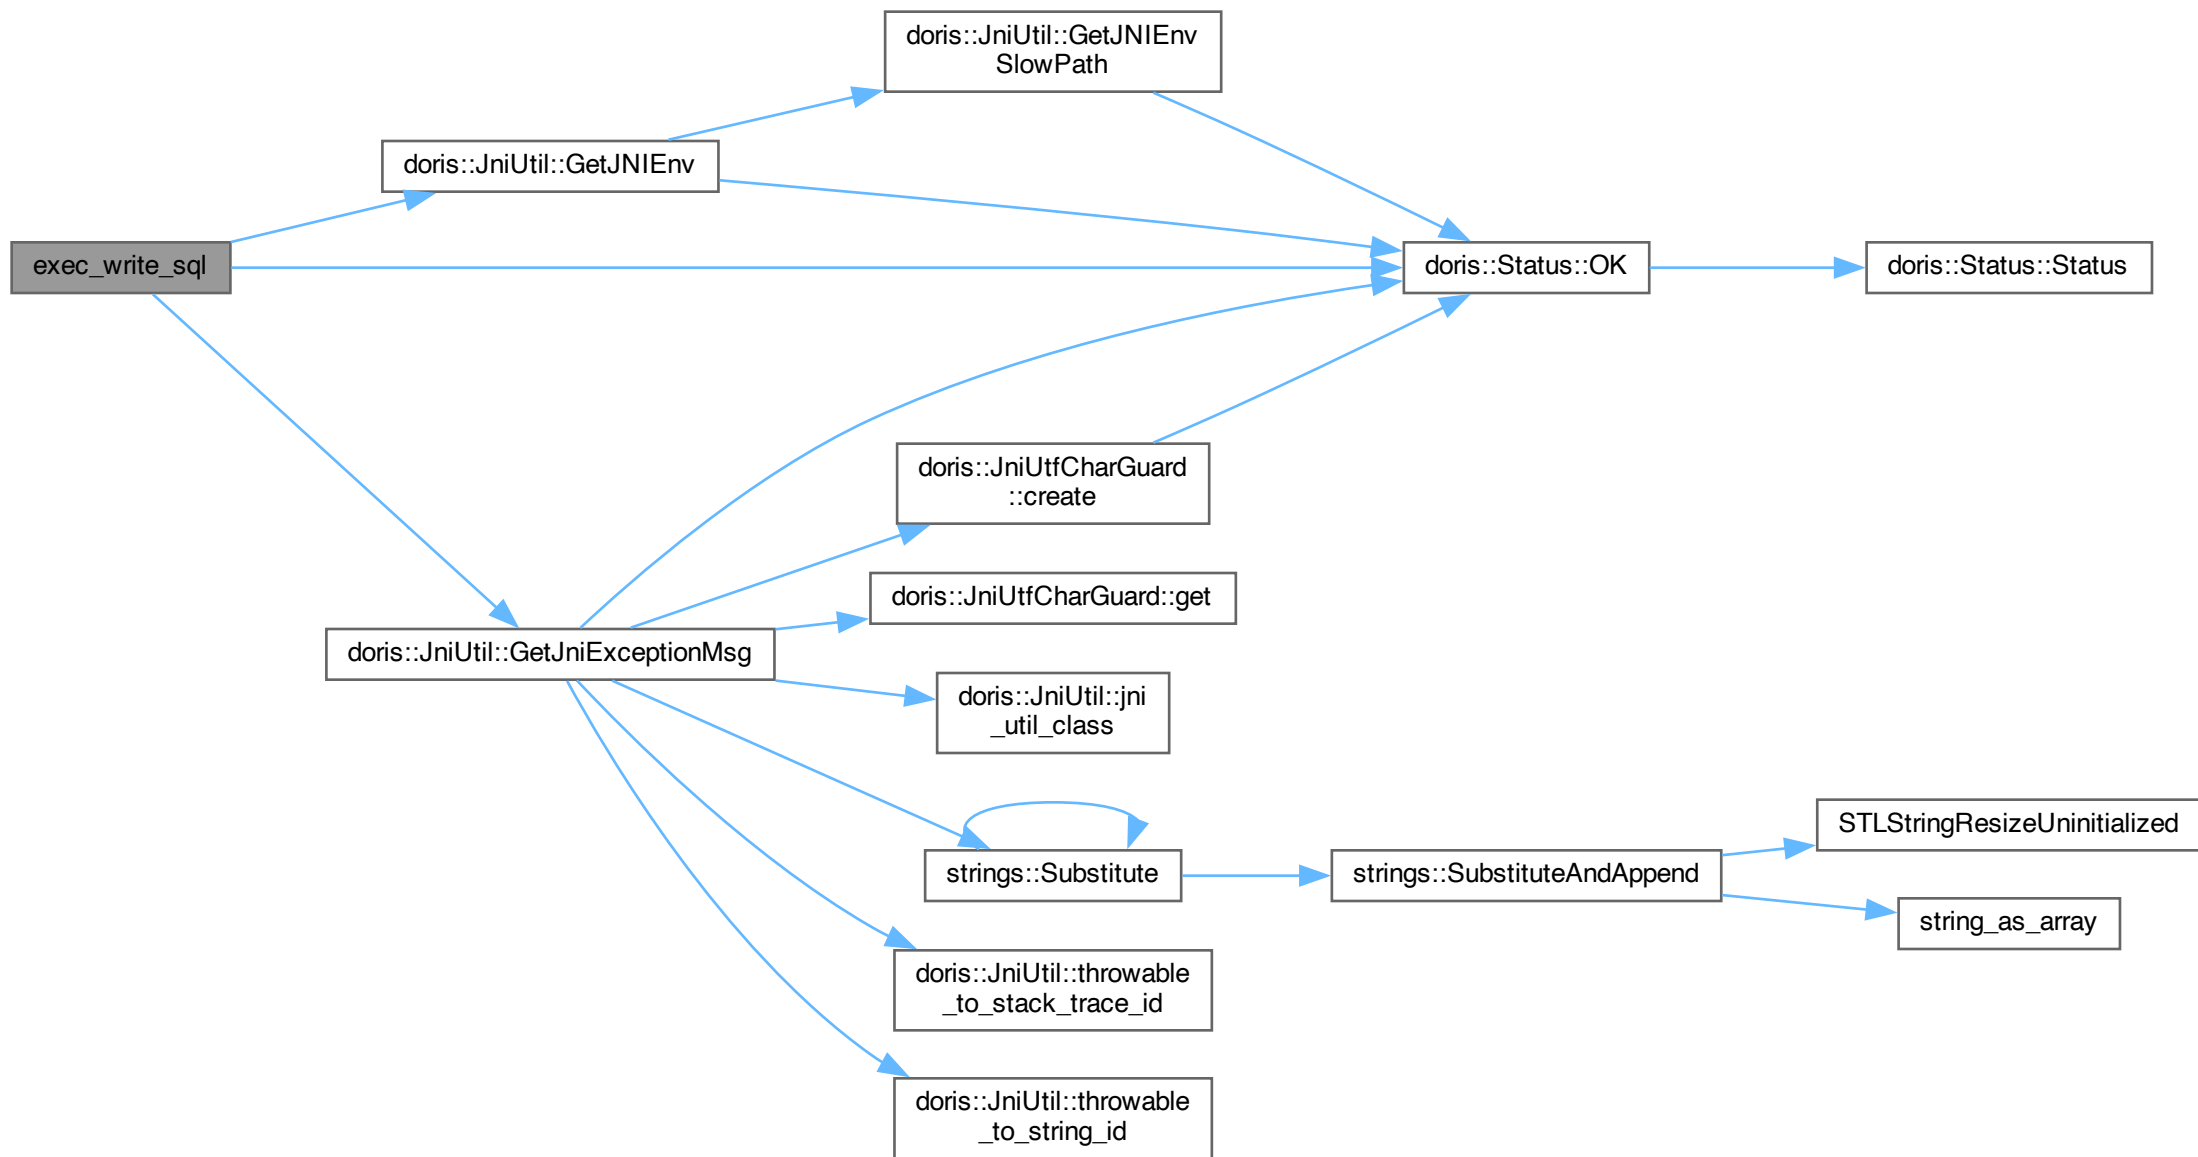 doris::JniUtil::GetJNIEnv
SlowPath
doris::JniUtil::GetJNIEnv
exec_write_sql
doris::Status::OK
doris::Status::Status
doris::JniUtfCharGuard
::create
doris::JniUtfCharGuard::get
doris::JniUtil::GetJniExceptionMsg
doris::JniUtil::jni
_util_class
STLStringResizeUninitialized
strings::Substitute
strings::SubstituteAndAppend
string_as_array
doris::JniUtil::throwable
_to_stack_trace_id
doris::JniUtil::throwable
_to_string_id